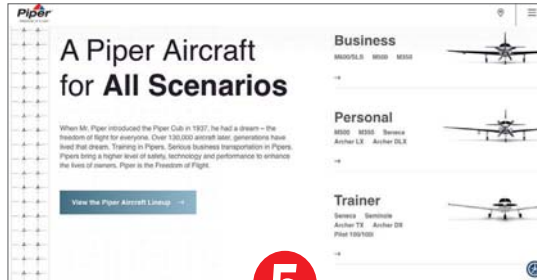 Piper
A Piper Aircraft
for All Scenarios
When Mr. Piper introduced the Piper Cub in 1937, he had a dream – the
freedom of flight for everyone. Over 130,000 aircraft later, generations have
lived that dream. Training in Pipers. Serious business transportation in Pipers.
Pipers bring a higher level of safety, technology and performance to enhance
the lives of owners. Piper is the Freedom of Flight.
View the Piper Aircraft Lineup →
Business
M600/SLS M500 M350
→
Personal
M500 M350 Seneca
Archer LX Archer DLX
→
Trainer
Seneca Seminole
Archer TX Archer DX
Pilot 100/100i
→
5